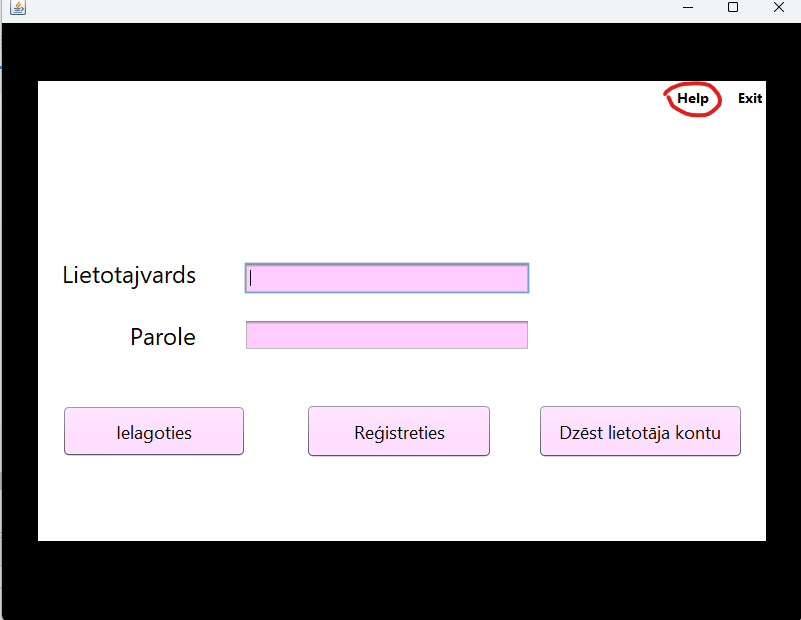 Help Exit
Lietotajvards
Parole
Ielagoties Reģistreties Dzēst lietotāja kontu